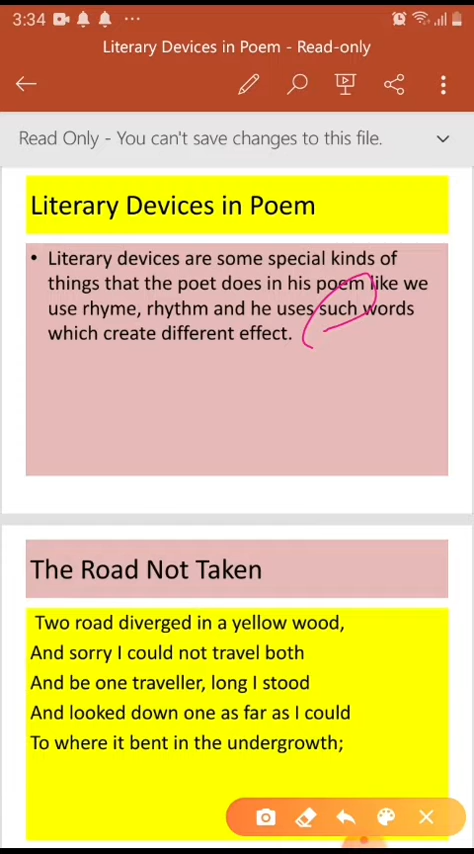 3:34
Literary Devices in Poem - Read-only
Read Only - You can't save changes to this file.
Literary Devices in Poem
• Literary devices are some special kinds of
things that the poet does in his poem like we
use rhyme, rhythm and he uses such words
which create different effect.
The Road Not Taken
Two road diverged in a yellow wood,
And sorry I could not travel both
And be one traveller, long I stood
And looked down one as far as I could
To where it bent in the undergrowth;